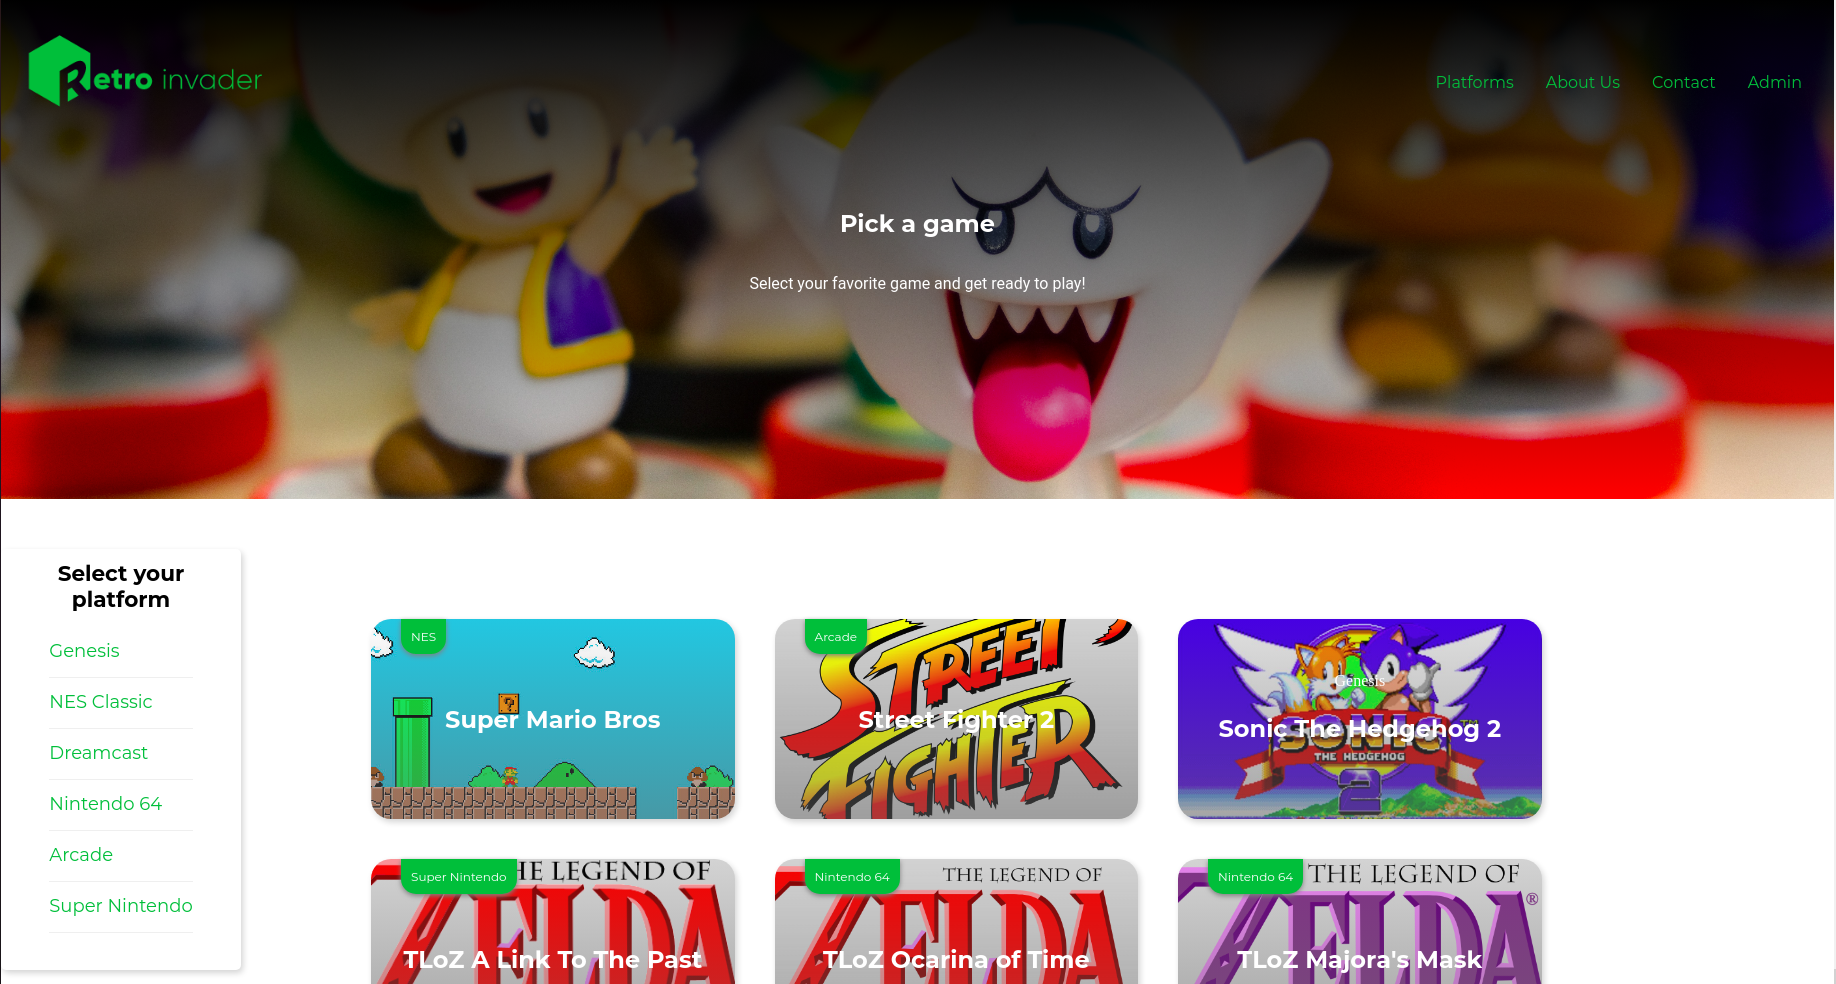 Retro invader
Platforms
About Us
Contact
Admin
Pick a game
Select your favorite game and get ready to play!
Select your
platform
Genesis
NES Classic
Dreamcast
Nintendo 64
Arcade
Super Nintendo
NES
?
Super Mario Bros
Arcade
STREET
FIGHTER
Street Fighter 2
Genesis
Sonic The Hedgehog 2
SONIC
TM
THE HEDGEHOG
2
Super Nintendo
THE LEGEND OF
ZELDA
TLoZ A Link To The Past
Nintendo 64
THE LEGEND OF
ZELDA
TLoZ Ocarina of Time
Nintendo 64
THE LEGEND OF
ZELDA®
TLoZ Majora's Mask